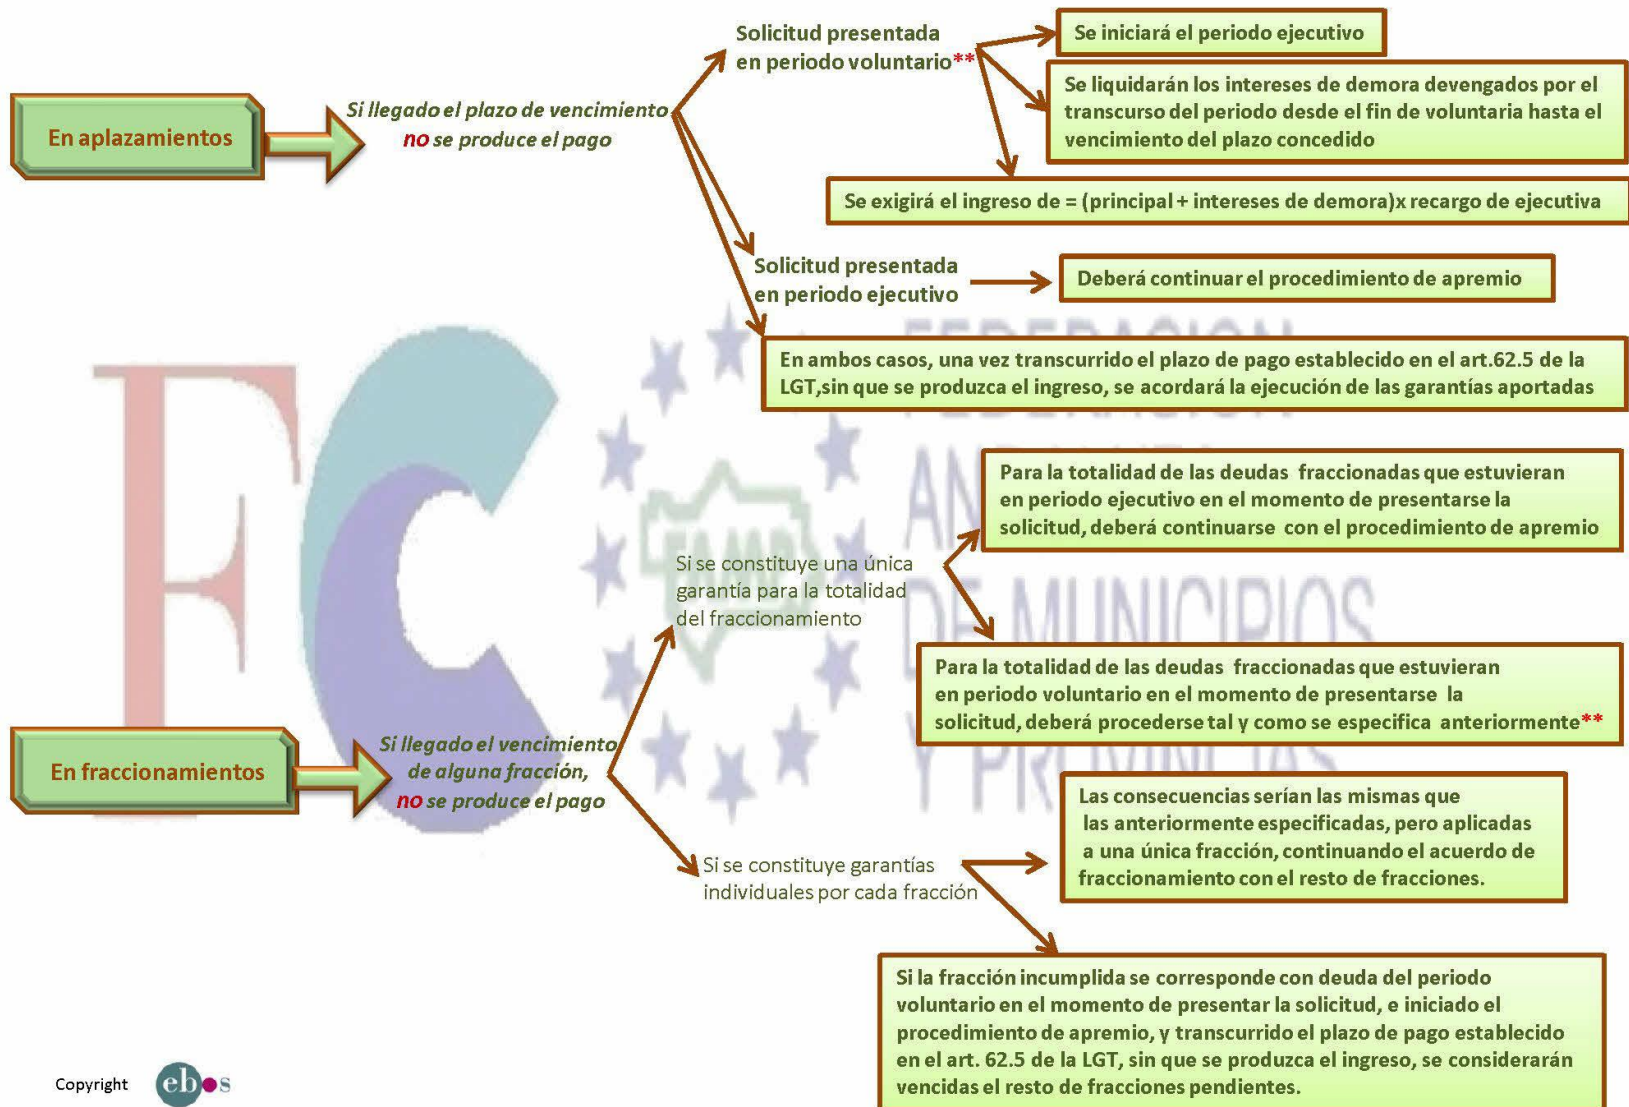 Solicitud presentada
en periodo voluntario**
Se iniciará el periodo ejecutivo
Se liquidarán los intereses de demora devengados por el
transcurso del periodo desde el fin de voluntaria hasta el
vencimiento del plazo concedido
En aplazamientos
Si llegado el plazo de vencimiento
no se produce el pago
Se exigirá el ingreso de = (principal + intereses de demora)x recargo de ejecutiva
Solicitud presentada
en periodo ejecutivo
Deberá continuar el procedimiento de apremio
En ambos casos, una vez transcurrido el plazo de pago establecido en el art.62.5 de la
LGT,sin que se produzca el ingreso, se acordará la ejecución de las garantías aportadas
FC
FAMP
FEDERACION
DE MUNICIPIOS
Y PROVINCIAS
Para la totalidad de las deudas fraccionadas que estuvieran
en periodo ejecutivo en el momento de presentarse la
solicitud, deberá continuarse con el procedimiento de apremio
Si se constituye una única
garantía para la totalidad
del fraccionamiento
Para la totalidad de las deudas fraccionadas que estuvieran
en periodo voluntario en el momento de presentarse la
solicitud, deberá procederse tal y como se especifica anteriormente**
En fraccionamientos
Si llegado el vencimiento
de alguna fracción,
no se produce el pago
Las consecuencias serían las mismas que
las anteriormente especificadas, pero aplicadas
a una única fracción, continuando el acuerdo de
fraccionamiento con el resto de fracciones.
Si se constituye garantías
individuales por cada fracción
Si la fracción incumplida se corresponde con deuda del periodo
voluntario en el momento de presentar la solicitud, e iniciado el
procedimiento de apremio, y transcurrido el plazo de pago establecido
en el art. 62.5 de la LGT, sin que se produzca el ingreso, se considerarán
vencidas el resto de fracciones pendientes.
Copyright ebos